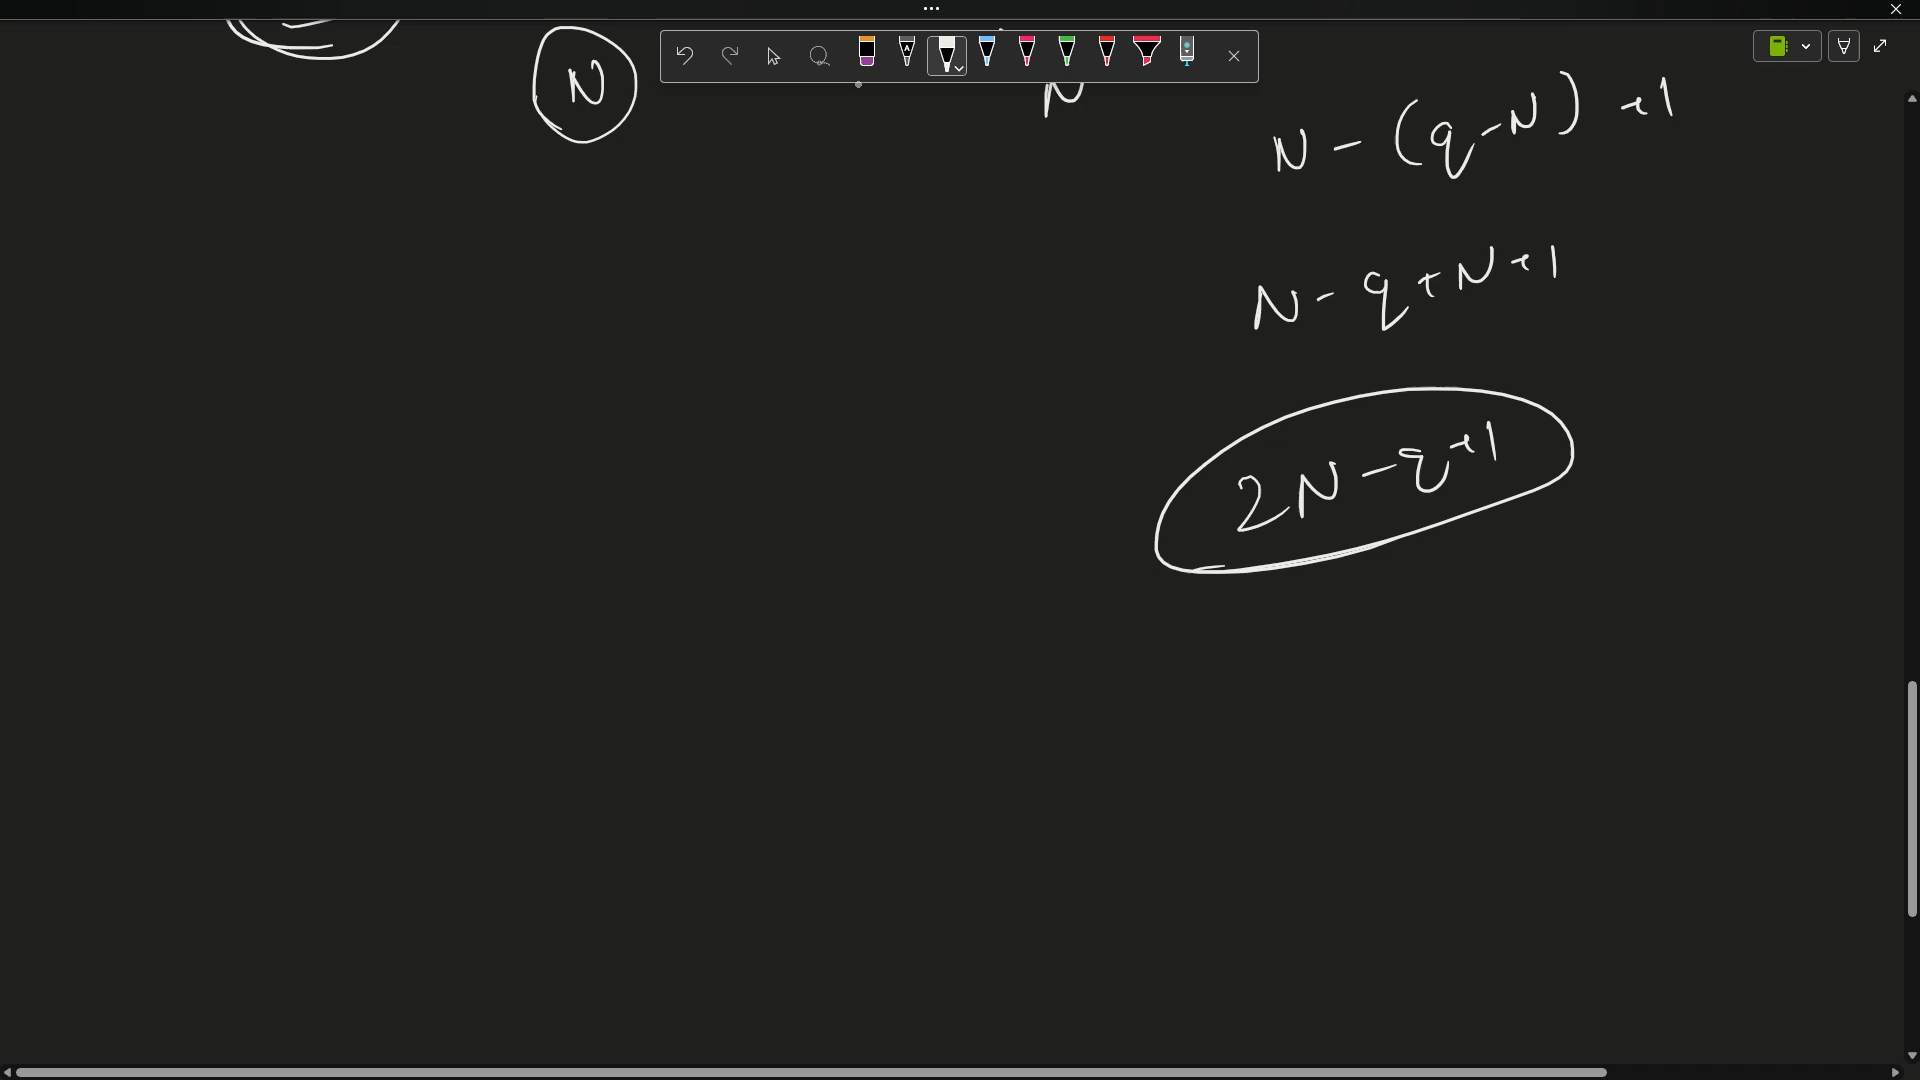 N
N
N - (q - N) + 1
N - q + N + 1
2N - q + 1